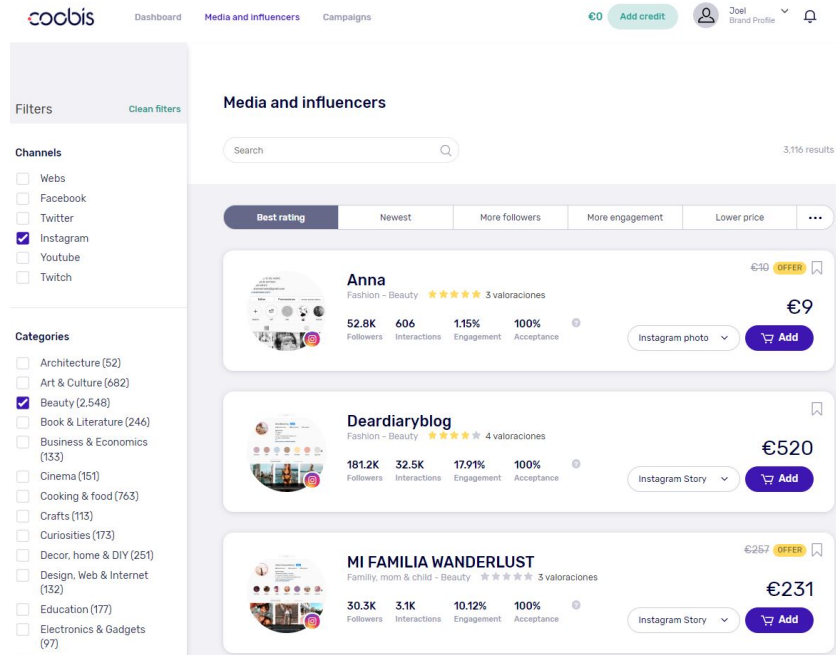 coobis
Dashboard
Media and influencers
Campaigns
€0
Add credit
Joel
Brand Profile
Filters
Clean filters
Channels
Webs
Facebook
Twitter
Instagram
Youtube
Twitch
Categories
Architecture (52)
Art & Culture (682)
Beauty (2,548)
Book & Literature (246)
Business & Economics
(133)
Cinema (151)
Cooking & food (763)
Crafts (113)
Curiosities (173)
Decor, home & DIY (251)
Design, Web & Internet
(132)
Education (177)
Electronics & Gadgets
(97)
Media and influencers
Search
3,116 results
Best rating
Newest
More followers
More engagement
Lower price
Anna
Fashion - Beauty 3 valoraciones
52.8K 606 1.15% 100%
Followers Interactions Engagement Acceptance
€10 OFFER
€9
Instagram photo
Add
Deardiaryblog
Fashion - Beauty 4 valoraciones
181.2K 32.5K 17.91% 100%
Followers Interactions Engagement Acceptance
€520
Instagram Story
Add
MI FAMILIA WANDERLUST
Familiy, mom & child - Beauty 3 valoraciones
30.3K 3.1K 10.12% 100%
Followers Interactions Engagement Acceptance
€257 OFFER
€231
Instagram Story
Add